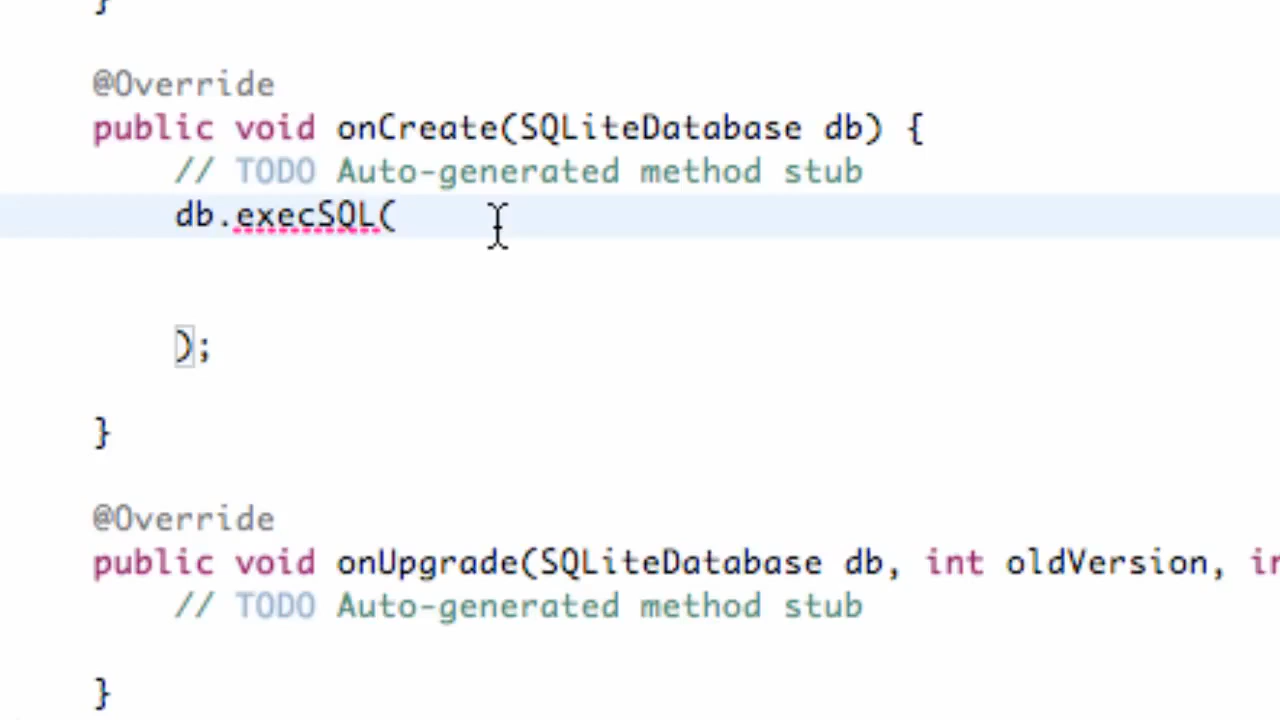 }
@Override
public void onCreate(SQLiteDatabase db) {
// TODO Auto-generated method stub
db.execSQL(
);
}
@Override
public void onUpgrade(SQLiteDatabase db, int oldVersion,
// TODO Auto-generated method stub
}